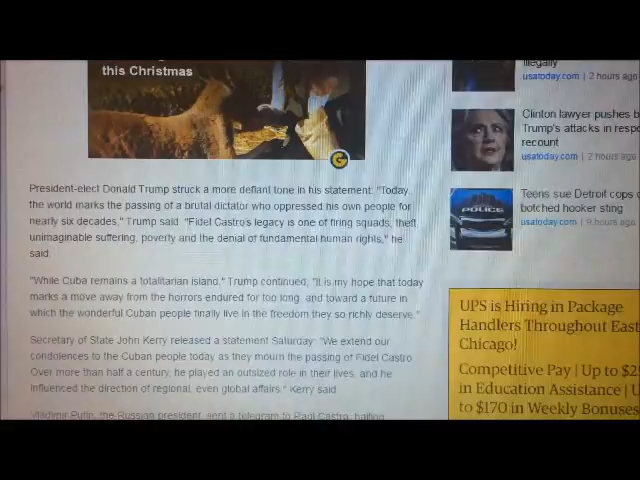 this Christmas
G
President-elect Donald Trump struck a more defiant tone in his statement: "Today,
the world marks the passing of a brutal dictator who oppressed his own people for
nearly six decades," Trump said. "Fidel Castro's legacy is one of firing squads, theft,
unimaginable suffering, poverty and the denial of fundamental human rights," he
said.
"While Cuba remains a totalitarian island," Trump continued, "it is my hope that today
marks a move away from the horrors endured for too long, and toward a future in
which the wonderful Cuban people finally live in the freedom they so richly deserve."
Secretary of State John Kerry released a statement Saturday: "We extend our
condolences to the Cuban people today as they mourn the passing of Fidel Castro.
Over more than half a century, he played an outsized role in their lives, and he
influenced the direction of regional, even global affairs." Kerry said.
Vladimir Putin, the Russian president, sent a telegram to Raul Castro, hailing
illegally
usatoday.com | 2 hours ago
Clinton lawyer pushes b
Trump's attacks in resp
recount
usatoday.com | 2 hours ago
POLICE
Teens sue Detroit cops o
botched hooker sting
usatoday.com | 9 hours ago
UPS is Hiring in Package
Handlers Throughout East
Chicago!
Competitive Pay | Up to $25
in Education Assistance | U
to $170 in Weekly Bonuses